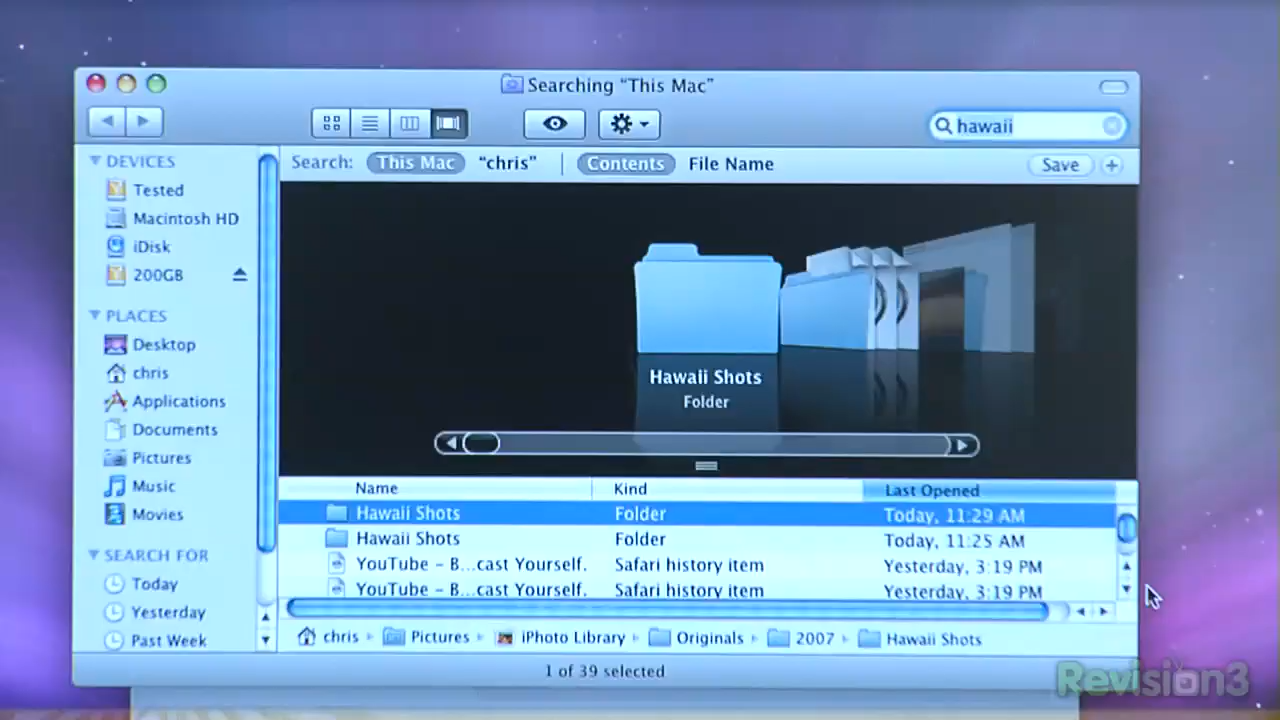 Searching “This Mac”
hawaii
Search: This Mac “chris” Contents File Name Save +
DEVICES
Tested
Macintosh HD
iDisk
200GB
PLACES
Desktop
chris
Applications
Documents
Pictures
Music
Movies
SEARCH FOR
Today
Yesterday
Past Week
Hawaii Shots
Folder
Name Kind Last Opened
Hawaii Shots Folder Today, 11:29 AM
Hawaii Shots Folder Today, 11:25 AM
YouTube - B...cast Yourself. Safari history item Yesterday, 3:19 PM
YouTube - B...cast Yourself. Safari history item Yesterday, 3:19 PM
chris Pictures iPhoto Library Originals 2007 Hawaii Shots
1 of 39 selected
Revision3